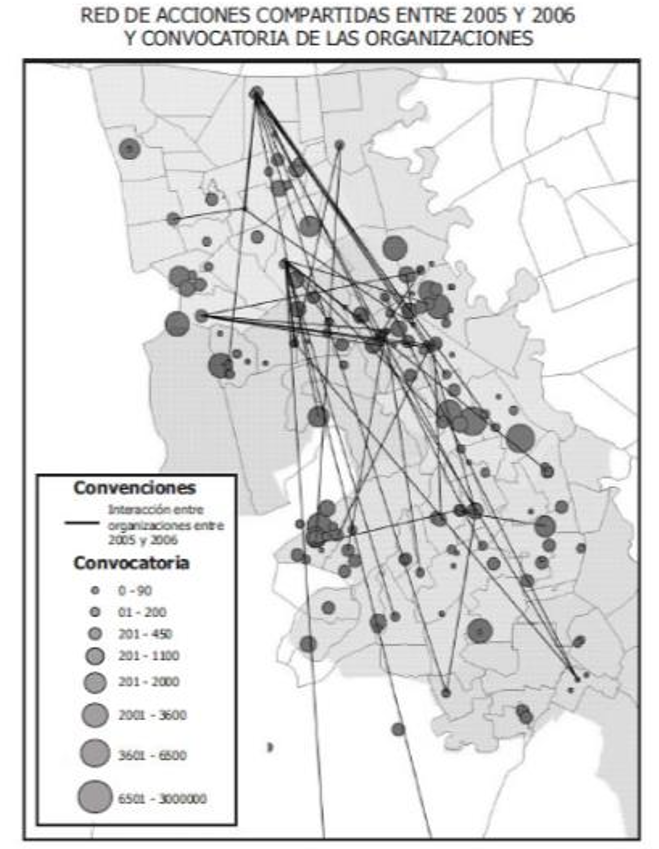 RED DE ACCIONES COMPARTIDAS ENTRE 2005 Y 2006
Y CONVOCATORIA DE LAS ORGANIZACIONES
Convenciones
Interacción entre
organizaciones entre
2005 y 2006
Convocatoria
0 - 90
01 - 200
201 - 450
201 - 1100
201 - 2000
2001 - 3600
3601 - 6500
6501 - 3000000